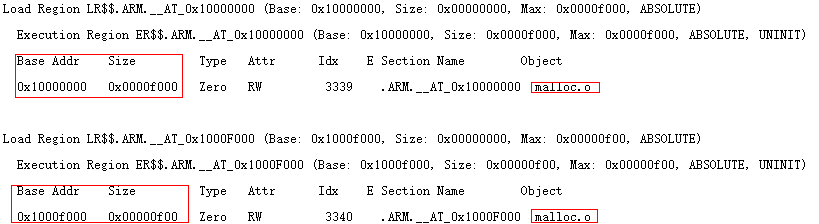 Load Region LR$$.ARM.__AT_0x10000000 (Base: 0x10000000, Size: 0x00000000, Max: 0x0000f000, ABSOLUTE)
Execution Region ER$$.ARM.__AT_0x10000000 (Base: 0x10000000, Size: 0x0000f000, Max: 0x0000f000, ABSOLUTE, UNINIT)
Base Addr Size Type Attr Idx E Section Name Object
0x10000000 0x0000f000 Zero RW 3339 .ARM.__AT_0x10000000 malloc.o
Load Region LR$$.ARM.__AT_0x1000F000 (Base: 0x1000f000, Size: 0x00000000, Max: 0x00000f00, ABSOLUTE)
Execution Region ER$$.ARM.__AT_0x1000F000 (Base: 0x1000f000, Size: 0x00000f00, Max: 0x00000f00, ABSOLUTE, UNINIT)
Base Addr Size Type Attr Idx E Section Name Object
0x1000f000 0x00000f00 Zero RW 3340 .ARM.__AT_0x1000F000 malloc.o